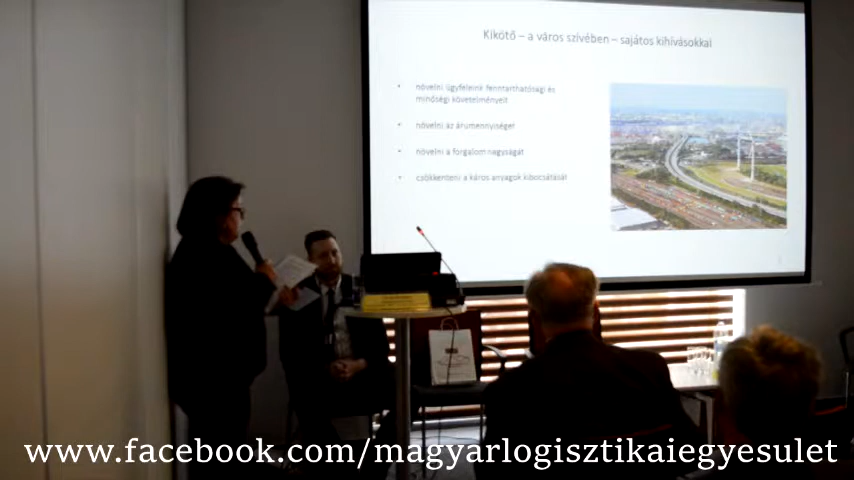 Kikötő – a város szívében – sajátos kihívásokkal
• növelni ügyfeleink fenntarthatósági és
minőségi követelményeit
• növelni az árumennyiséget
• növelni a forgalom nagyságát
• csökkenteni a káros anyagok kibocsátását
www.facebook.com/magyarlogisztikaiegyesulet